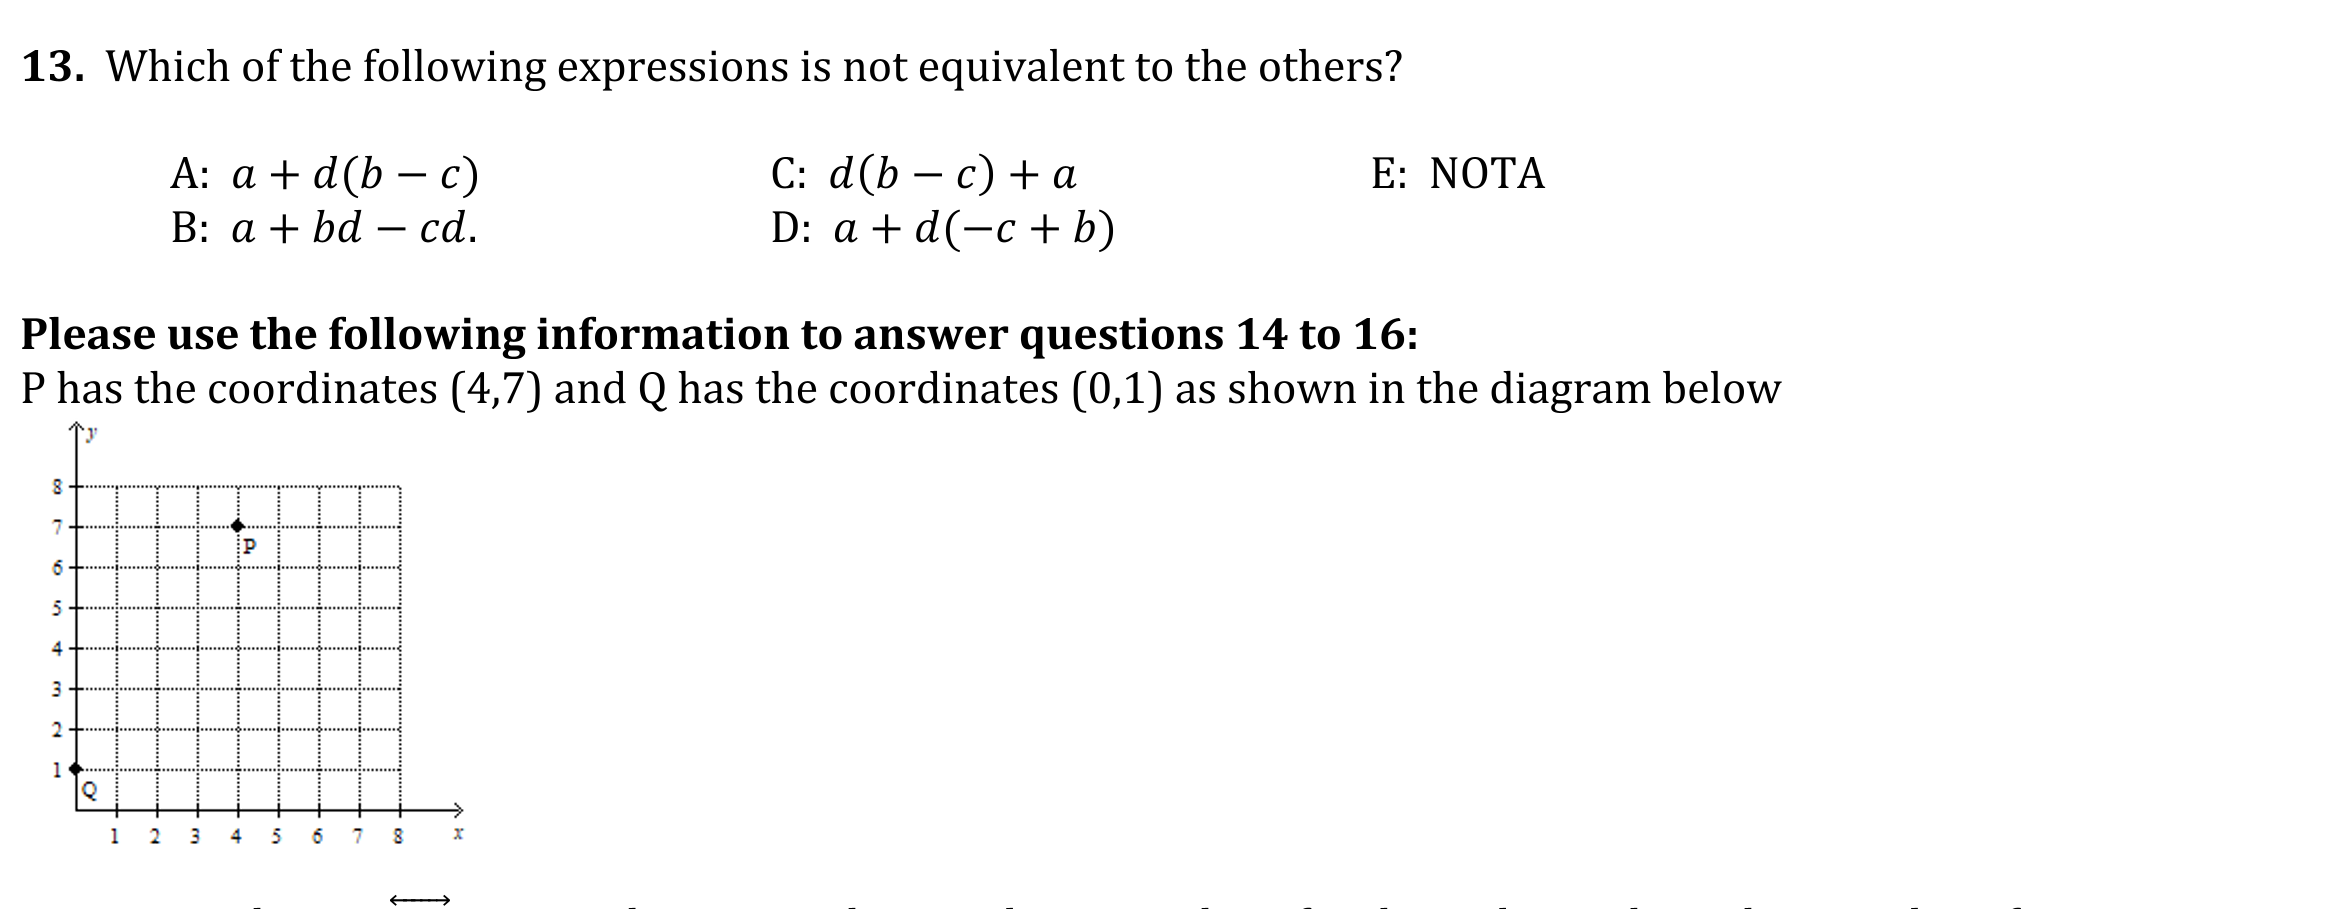 13. Which of the following expressions is not equivalent to the others?
A: a + d(b − c) C: d(b − c) + a E: NOTA
B: a + bd − cd. D: a + d(−c + b)
Please use the following information to answer questions 14 to 16:
P has the coordinates (4,7) and Q has the coordinates (0,1) as shown in the diagram below
y
8
7
P
6
5
4
3
2
1
Q
1 2 3 4 5 6 7 8 x